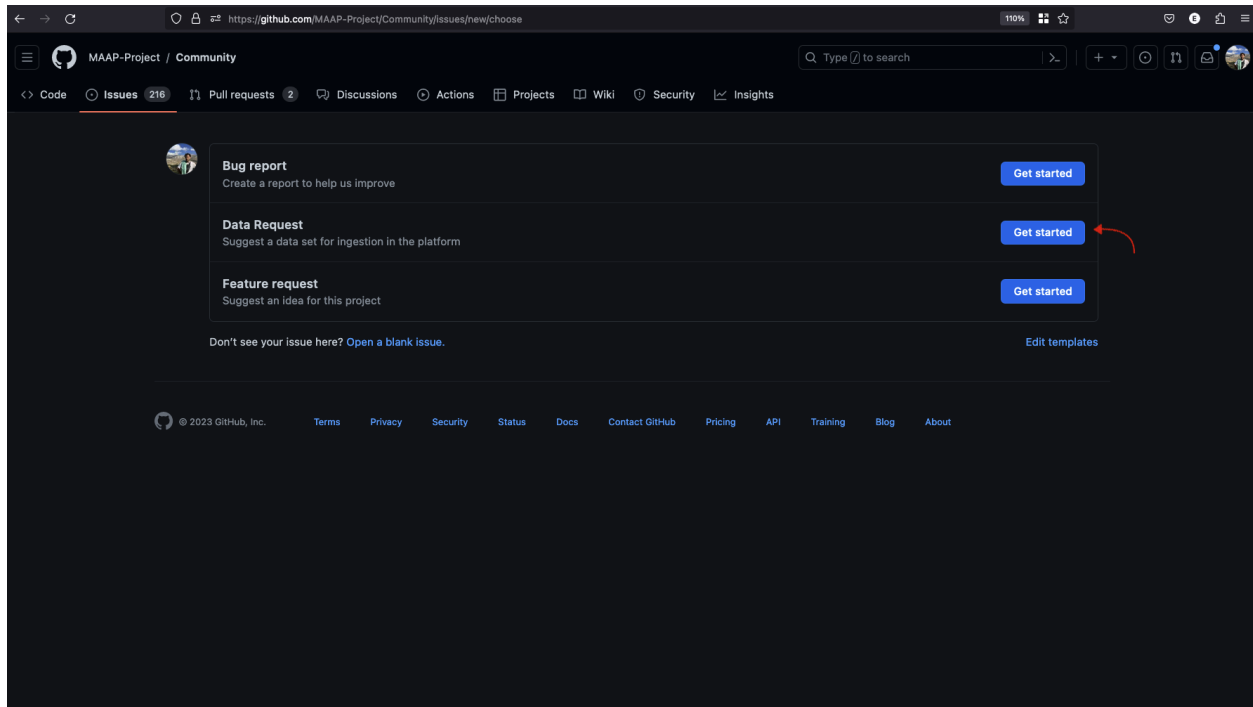 https://github.com/MAAP-Project/Community/issues/new/choose
110%
E
MAAP-Project / Community
Type / to search
Code
Issues 216
Pull requests 2
Discussions
Actions
Projects
Wiki
Security
Insights
Bug report
Create a report to help us improve
Get started
Data Request
Suggest a data set for ingestion in the platform
Get started
Feature request
Suggest an idea for this project
Get started
Don't see your issue here? Open a blank issue.
Edit templates
© 2023 GitHub, Inc.
Terms
Privacy
Security
Status
Docs
Contact GitHub
Pricing
API
Training
Blog
About